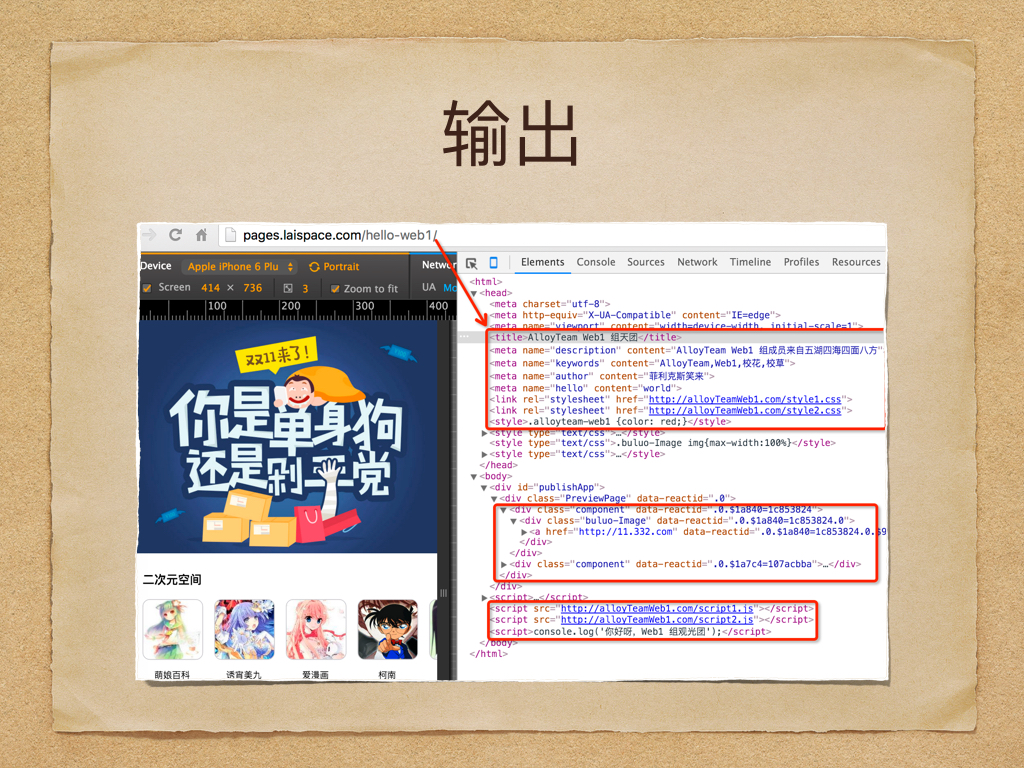 输出
pages.laispace.com/hello-web1/
Device Apple iPhone 6 Plu Portrait Networ
Screen 414 × 736 3 Zoom to fit UA Mo
100 200 300 400
双11来了!
你是单身狗
还是剁手党
二次元空间
萌娘百科 诱宵美九 爱漫画 柯南
Elements Console Sources Network Timeline Profiles Resources
<html>
<head>
<meta charset="utf-8">
<meta http-equiv="X-UA-Compatible" content="IE=edge">
<meta name="viewport" content="width=device-width, initial-scale=1">
<title>AlloyTeam Web1 组天团</title>
<meta name="description" content="AlloyTeam Web1 组成员来自五湖四海四面八方"
<meta name="keywords" content="AlloyTeam,Web1,校花,校草">
<meta name="author" content="菲利克斯笑来">
<meta name="hello" content="world">
<link rel="stylesheet" href="http://alloyTeamWeb1.com/style1.css">
<link rel="stylesheet" href="http://alloyTeamWeb1.com/style2.css">
<style>.alloyteam-web1 {color: red;}</style>
<style type="text/css">…</style>
<style type="text/css">.buluo-Image img{max-width:100%}</style>
<style type="text/css">…</style>
</head>
<body>
<div id="publishApp">
<div class="PreviewPage" data-reactid=".0">
<div class="component" data-reactid=".0.$1a840=1c853824">
<div class="buluo-Image" data-reactid=".0.$1a840=1c853824.0">
<a href="http://11.332.com" data-reactid=".0.$1a840=1c853824.0.$9
</div>
</div>
<div class="component" data-reactid=".0.$1a7c4=107acbba">…</div>
</div>
</div>
<script>…</script>
<script src="http://alloyTeamWeb1.com/script1.js"></script>
<script src="http://alloyTeamWeb1.com/script2.js"></script>
<script>console.log('你好呀，Web1 组观光团');</script>
</body>
</html>